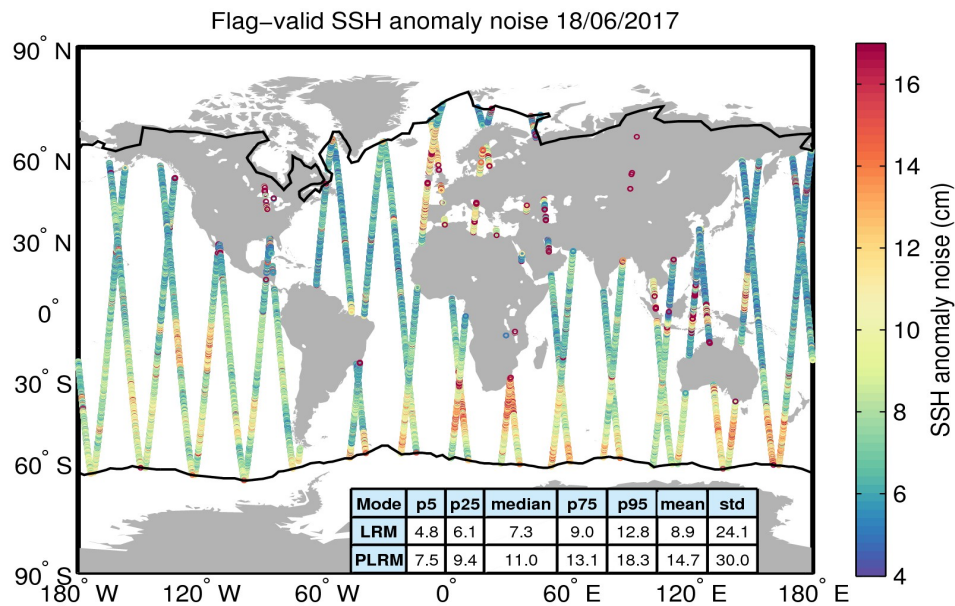 Flag−valid SSH anomaly noise 18/06/2017
90° N
60° N
30° N
0°
30° S
60° S
90° S
180° W
120° W
60° W
0°
60° E
120° E
180° E
16
14
12
10
8
6
4
SSH anomaly noise (cm)
Mode p5 p25 median p75 p95 mean std
LRM 4.8 6.1 7.3 9.0 12.8 8.9 24.1
PLRM 7.5 9.4 11.0 13.1 18.3 14.7 30.0